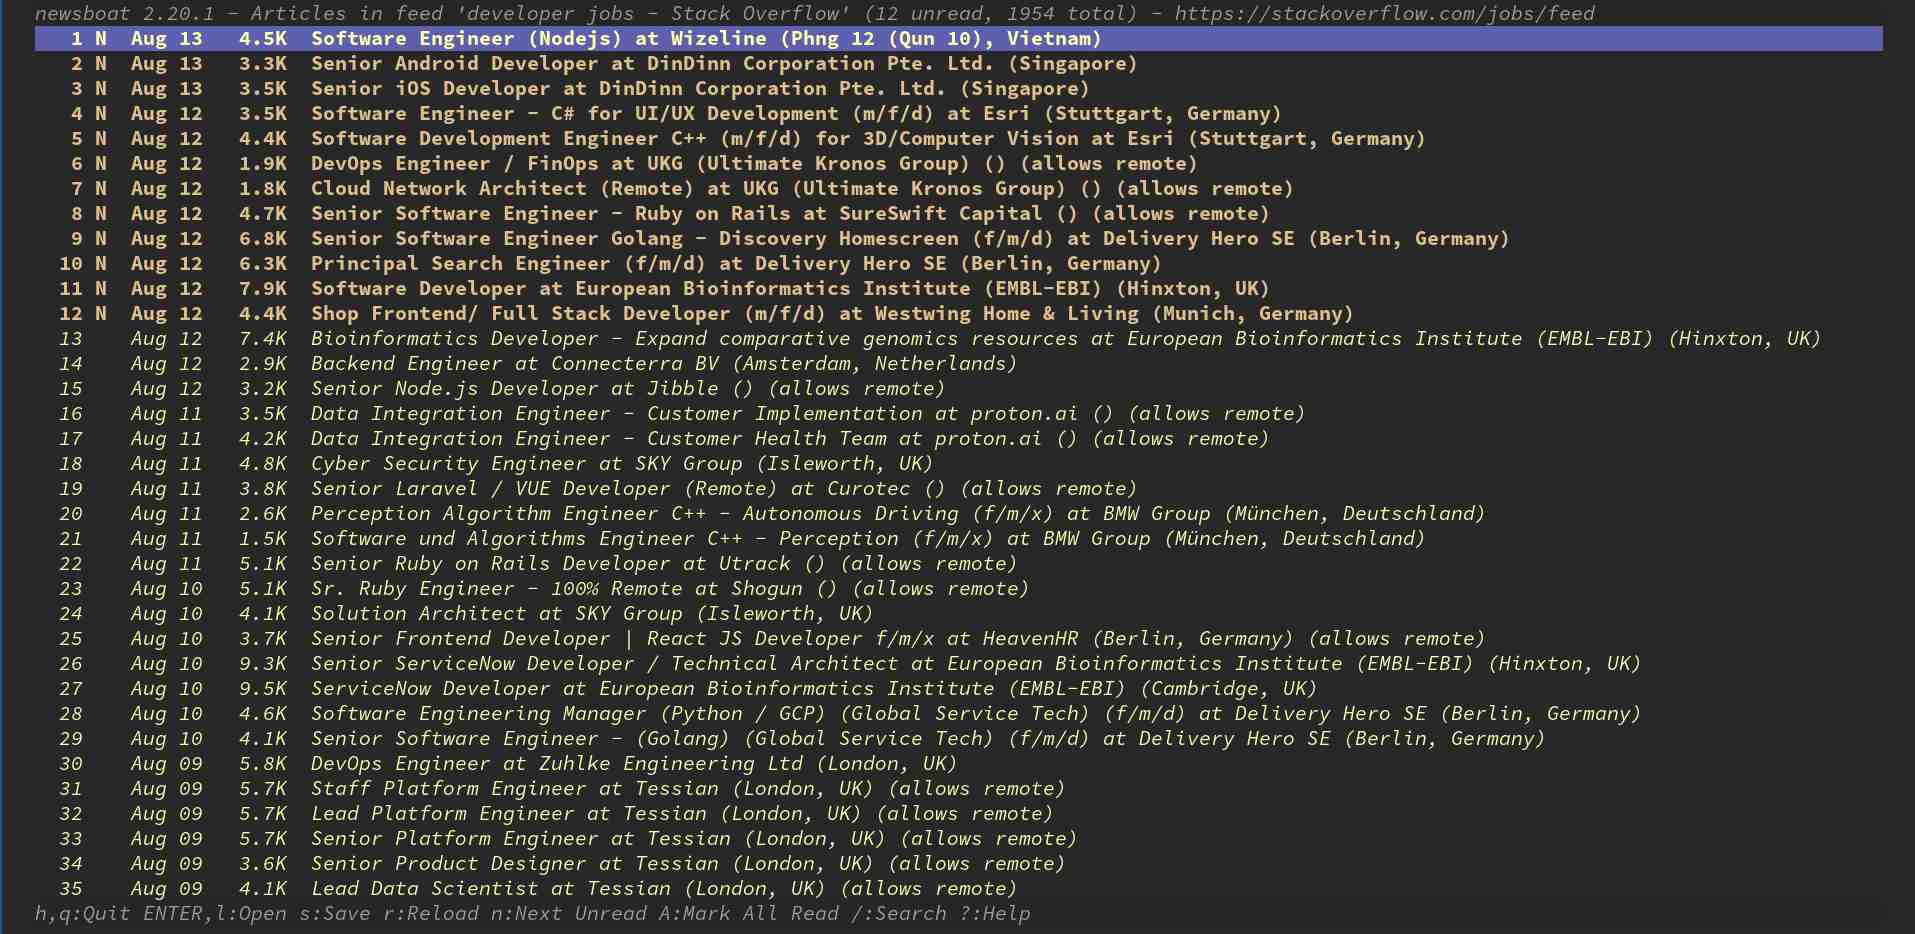 newsboat 2.20.1 - Articles in feed 'developer jobs - Stack Overflow' (12 unread, 1954 total) - https://stackoverflow.com/jobs/feed
1 N Aug 13 4.5K Software Engineer (Nodejs) at Wizeline (Phng 12 (Qun 10), Vietnam)
2 N Aug 13 3.3K Senior Android Developer at DinDinn Corporation Pte. Ltd. (Singapore)
3 N Aug 13 3.5K Senior iOS Developer at DinDinn Corporation Pte. Ltd. (Singapore)
4 N Aug 12 3.5K Software Engineer - C# for UI/UX Development (m/f/d) at Esri (Stuttgart, Germany)
5 N Aug 12 4.4K Software Development Engineer C++ (m/f/d) for 3D/Computer Vision at Esri (Stuttgart, Germany)
6 N Aug 12 1.9K DevOps Engineer / FinOps at UKG (Ultimate Kronos Group) () (allows remote)
7 N Aug 12 1.8K Cloud Network Architect (Remote) at UKG (Ultimate Kronos Group) () (allows remote)
8 N Aug 12 4.7K Senior Software Engineer - Ruby on Rails at SureSwift Capital () (allows remote)
9 N Aug 12 6.8K Senior Software Engineer Golang - Discovery Homescreen (f/m/d) at Delivery Hero SE (Berlin, Germany)
10 N Aug 12 6.3K Principal Search Engineer (f/m/d) at Delivery Hero SE (Berlin, Germany)
11 N Aug 12 7.9K Software Developer at European Bioinformatics Institute (EMBL-EBI) (Hinxton, UK)
12 N Aug 12 4.4K Shop Frontend/ Full Stack Developer (m/f/d) at Westwing Home & Living (Munich, Germany)
13 Aug 12 7.4K Bioinformatics Developer - Expand comparative genomics resources at European Bioinformatics Institute (EMBL-EBI) (Hinxton, UK)
14 Aug 12 2.9K Backend Engineer at Connecterra BV (Amsterdam, Netherlands)
15 Aug 12 3.2K Senior Node.js Developer at Jibble () (allows remote)
16 Aug 11 3.5K Data Integration Engineer - Customer Implementation at proton.ai () (allows remote)
17 Aug 11 4.2K Data Integration Engineer - Customer Health Team at proton.ai () (allows remote)
18 Aug 11 4.8K Cyber Security Engineer at SKY Group (Isleworth, UK)
19 Aug 11 3.8K Senior Laravel / VUE Developer (Remote) at Curotec () (allows remote)
20 Aug 11 2.6K Perception Algorithm Engineer C++ - Autonomous Driving (f/m/x) at BMW Group (München, Deutschland)
21 Aug 11 1.5K Software und Algorithms Engineer C++ - Perception (f/m/x) at BMW Group (München, Deutschland)
22 Aug 11 5.1K Senior Ruby on Rails Developer at Utrack () (allows remote)
23 Aug 10 5.1K Sr. Ruby Engineer - 100% Remote at Shogun () (allows remote)
24 Aug 10 4.1K Solution Architect at SKY Group (Isleworth, UK)
25 Aug 10 3.7K Senior Frontend Developer | React JS Developer f/m/x at HeavenHR (Berlin, Germany) (allows remote)
26 Aug 10 9.3K Senior ServiceNow Developer / Technical Architect at European Bioinformatics Institute (EMBL-EBI) (Hinxton, UK)
27 Aug 10 9.5K ServiceNow Developer at European Bioinformatics Institute (EMBL-EBI) (Cambridge, UK)
28 Aug 10 4.6K Software Engineering Manager (Python / GCP) (Global Service Tech) (f/m/d) at Delivery Hero SE (Berlin, Germany)
29 Aug 10 4.1K Senior Software Engineer - (Golang) (Global Service Tech) (f/m/d) at Delivery Hero SE (Berlin, Germany)
30 Aug 09 5.8K DevOps Engineer at Zuhlke Engineering Ltd (London, UK)
31 Aug 09 5.7K Staff Platform Engineer at Tessian (London, UK) (allows remote)
32 Aug 09 5.7K Lead Platform Engineer at Tessian (London, UK) (allows remote)
33 Aug 09 5.7K Senior Platform Engineer at Tessian (London, UK) (allows remote)
34 Aug 09 3.6K Senior Product Designer at Tessian (London, UK) (allows remote)
35 Aug 09 4.1K Lead Data Scientist at Tessian (London, UK) (allows remote)
h,q:Quit ENTER,l:Open s:Save r:Reload n:Next Unread A:Mark All Read /:Search ?:Help